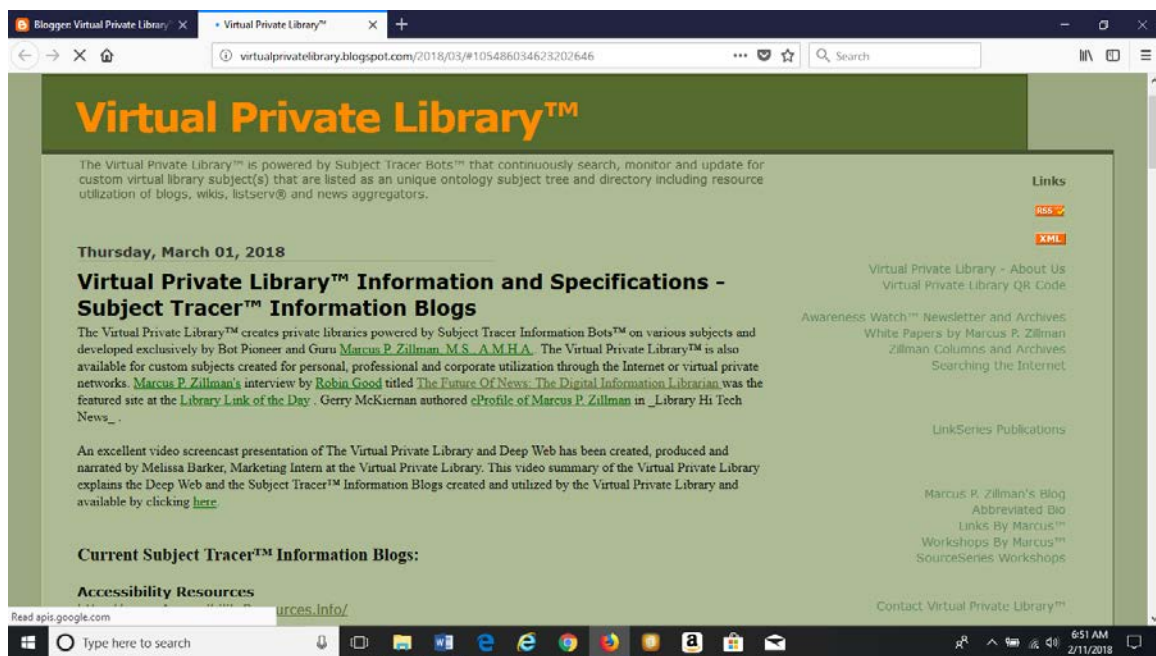 Bloggen Virtual Private Library
Virtual Private Library™
virtualprivatelibrary.blogspot.com/2018/03/#105486034623202646
Search
Virtual Private Library™
The Virtual Private Library™ is powered by Subject Tracer Bots™ that continuously search, monitor and update for
custom virtual library subject(s) that are listed as an unique ontology subject tree and directory including resource
utilization of blogs, wikis, listserv® and news aggregators.
Thursday, March 01, 2018
Virtual Private Library™ Information and Specifications -
Subject Tracer™ Information Blogs
The Virtual Private Library™ creates private libraries powered by Subject Tracer Information Bots™ on various subjects and
developed exclusively by Bot Pioneer and Guru Marcus P. Zillman, M.S., A.M.H.A. The Virtual Private Library™ is also
available for custom subjects created for personal, professional and corporate utilization through the Internet or virtual private
networks. Marcus P. Zillman's interview by Robin Good titled The Future Of News: The Digital Information Librarian was the
featured site at the Library Link of the Day . Gerry McKiernan authored eProfile of Marcus P. Zillman in _Library Hi Tech
News_ .
An excellent video screencast presentation of The Virtual Private Library and Deep Web has been created, produced and
narrated by Melissa Barker, Marketing Intern at the Virtual Private Library. This video summary of the Virtual Private Library
explains the Deep Web and the Subject Tracer™ Information Blogs created and utilized by the Virtual Private Library and
available by clicking here.
Current Subject Tracer™ Information Blogs:
Accessibility Resources
urces.info/
Links
RSS
XML
Virtual Private Library - About Us
Virtual Private Library QR Code
Awareness Watch™ Newsletter and Archives
White Papers by Marcus P. Zillman
Zillman Columns and Archives
Searching the Internet
LinkSeries Publications
Marcus P. Zillman's Blog
Abbreviated Bio
Links By Marcus™
Workshops By Marcus™
SourceSeries Workshops
Contact Virtual Private Library™
Read apis.google.com
Type here to search
6:51 AM
2/11/2018